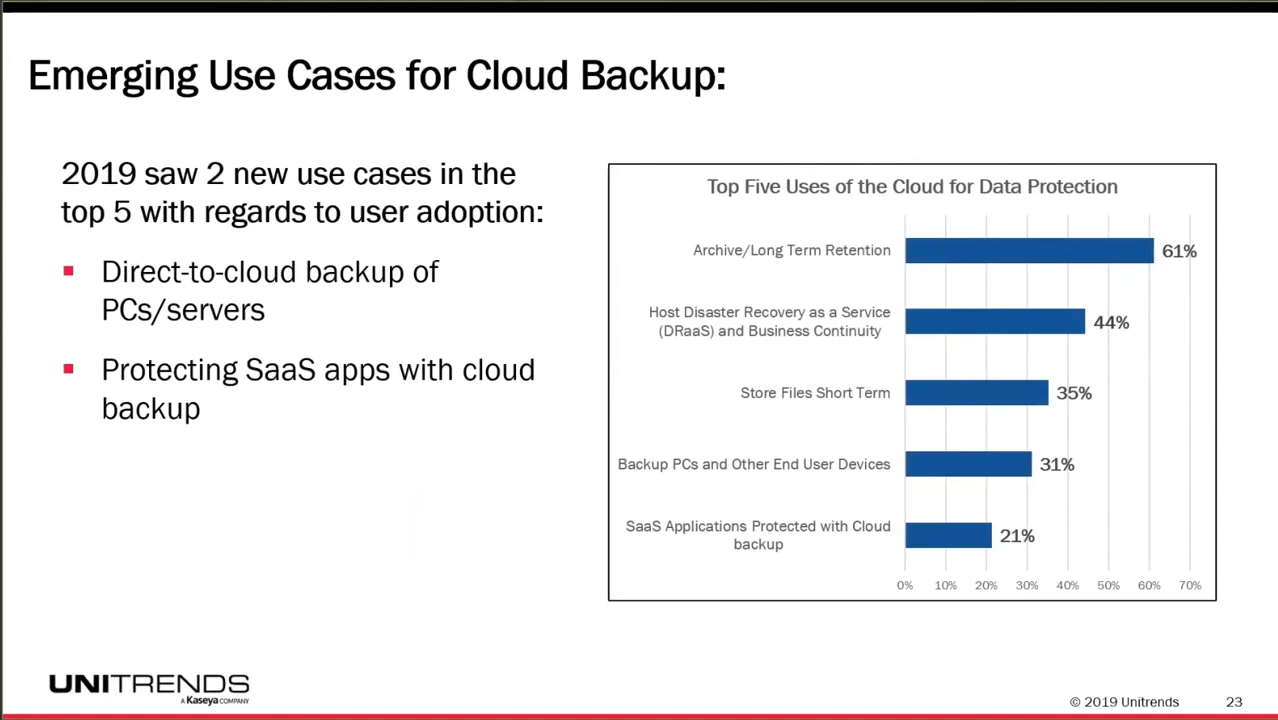 Emerging Use Cases for Cloud Backup:
2019 saw 2 new use cases in the
top 5 with regards to user adoption:
Direct-to-cloud backup of
PCs/servers
Protecting SaaS apps with cloud
backup
Top Five Uses of the Cloud for Data Protection
Archive/Long Term Retention
61%
Host Disaster Recovery as a Service
(DRaaS) and Business Continuity
44%
Store Files Short Term
35%
Backup PCs and Other End User Devices
31%
SaaS Applications Protected with Cloud
backup
21%
0% 10% 20% 30% 40% 50% 60% 70%
UNITRENDS
A Kaseya COMPANY
© 2019 Unitrends 23